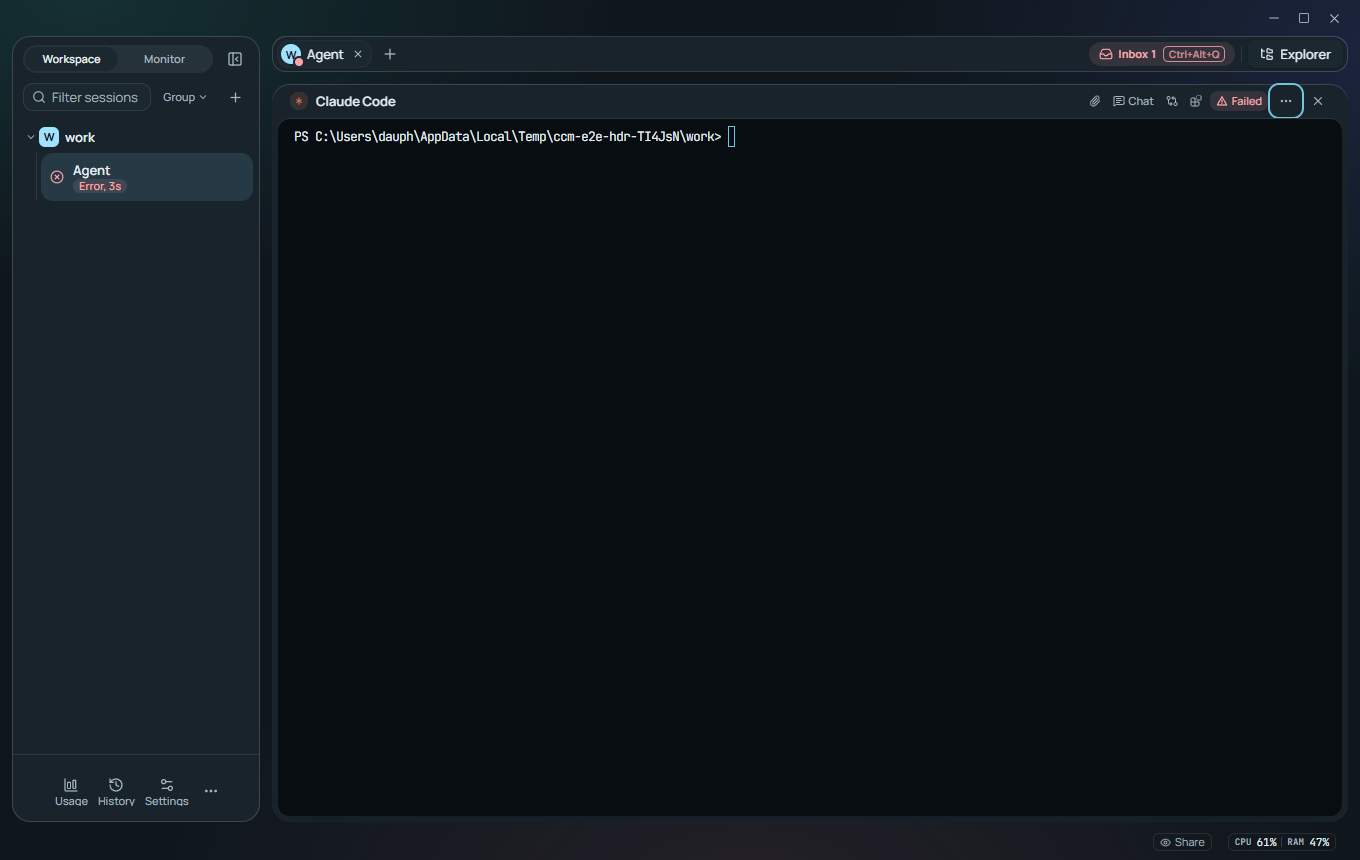 Workspace Monitor
Filter sessions Group
W work
Agent
Error, 3s
Usage History Settings
W Agent
Inbox 1 Ctrl+Alt+Q Explorer
Claude Code
Chat Failed
PS C:\Users\dauph\AppData\Local\Temp\ccm-e2e-hdr-TI4JsN\work>
Share CPU 61% RAM 47%